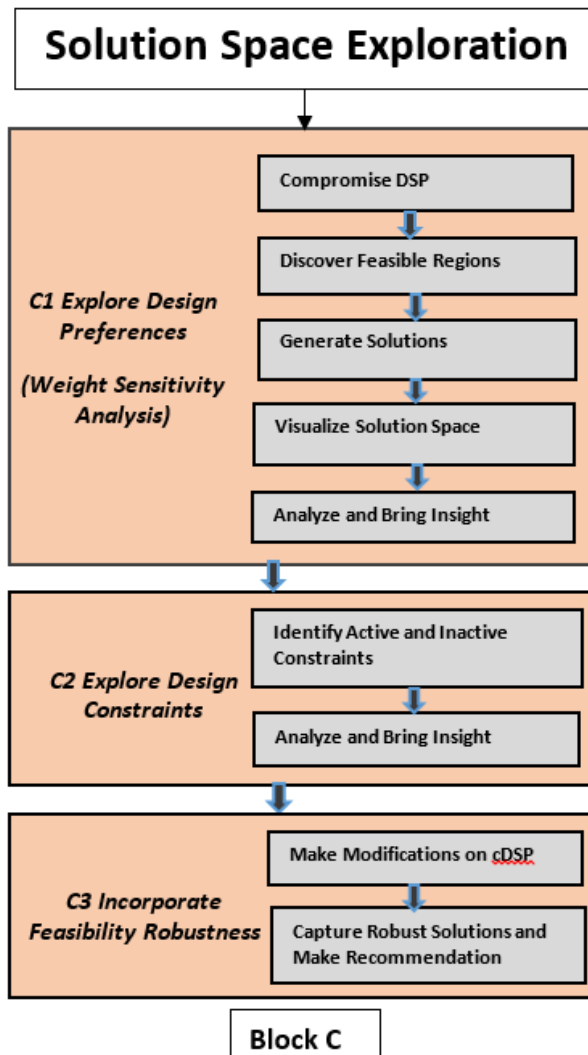 Solution Space Exploration
C1 Explore Design
Preferences
(Weight Sensitivity
Analysis)
Compromise DSP
Discover Feasible Regions
Generate Solutions
Visualize Solution Space
Analyze and Bring Insight
C2 Explore Design
Constraints
Identify Active and Inactive
Constraints
Analyze and Bring Insight
C3 Incorporate
Feasibility Robustness
Make Modifications on cDSP
Capture Robust Solutions and
Make Recommendation
Block C